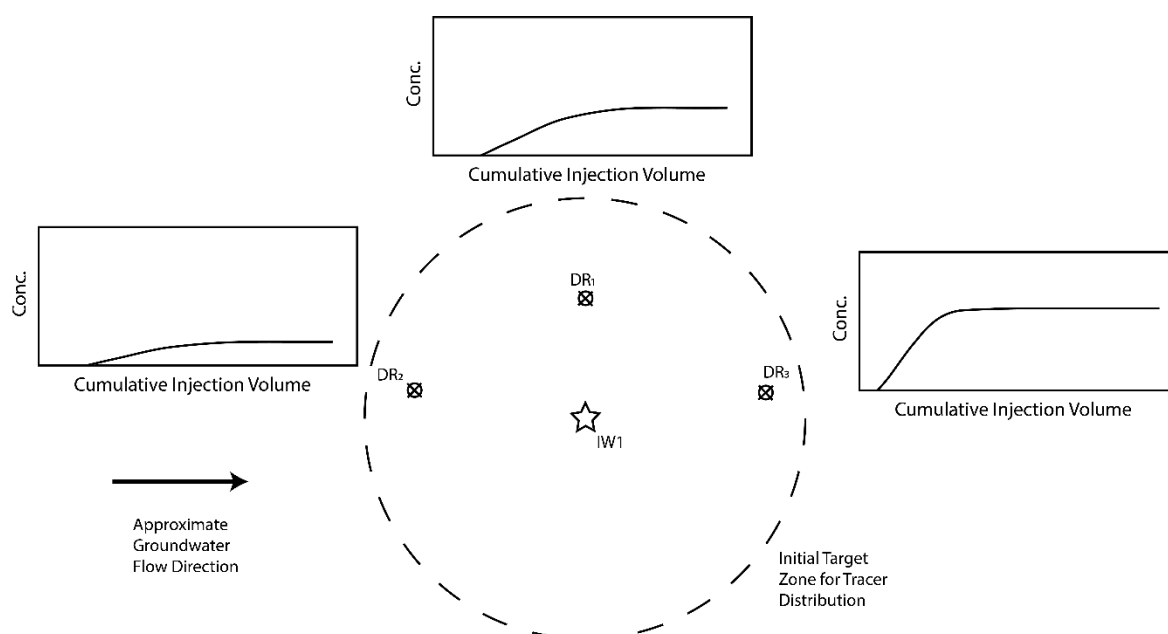 Conc.
Cumulative Injection Volume
Conc.
Cumulative Injection Volume
Conc.
Cumulative Injection Volume
DR₁
DR₂
DR₃
IW1
Approximate
Groundwater
Flow Direction
Initial Target
Zone for Tracer
Distribution